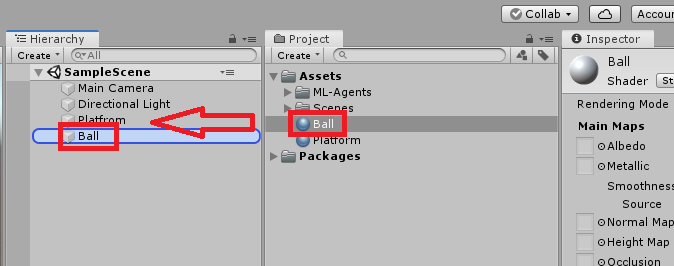 Collab
Accou
Hierarchy
Create
All
SampleScene
Main Camera
Directional Light
Platfrom
Ball
Project
Create
Assets
ML-Agents
Scenes
Ball
Platform
Packages
Inspector
Ball
Shader
St
Rendering Mode
Main Maps
Albedo
Metallic
Smoothness
Source
Normal Map
Height Map
Occlusion